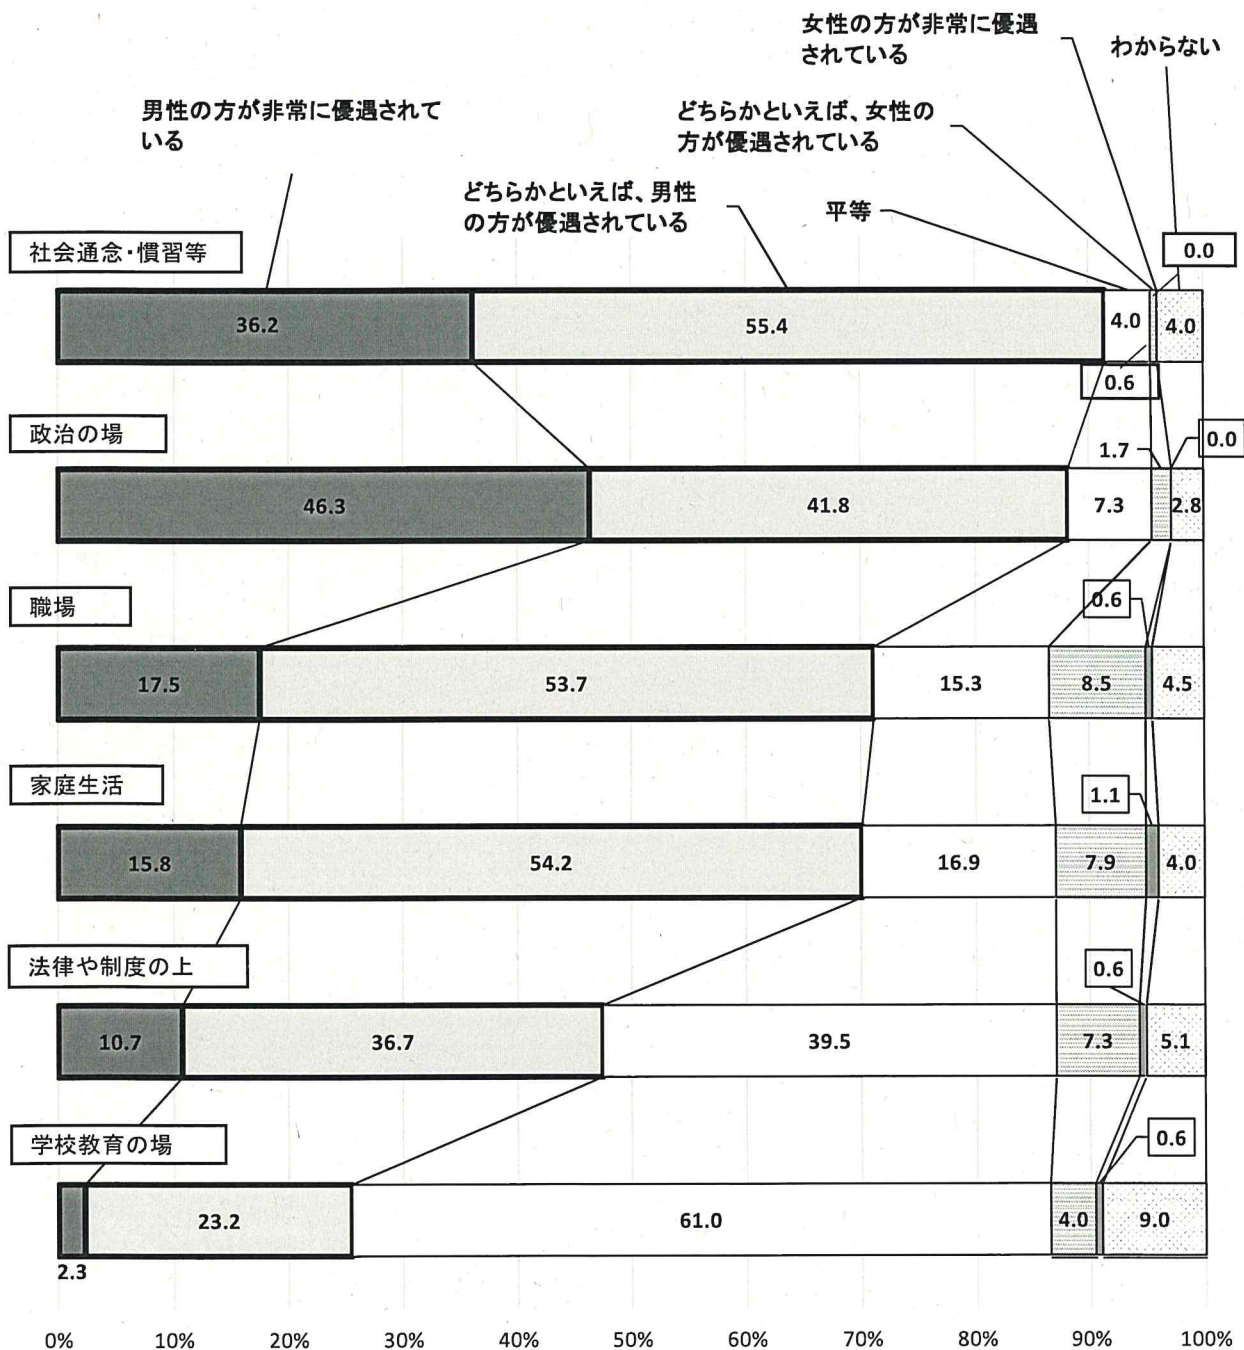 女性の方が非常に優遇
されている
わからない
男性の方が非常に優遇されて
いる
どちらかといえば、女性の
方が優遇されている
どちらかといえば、男性
の方が優遇されている
平等
社会通念・慣習等
0.0
36.2
55.4
4.0
4.0
0.6
政治の場
1.7
0.0
46.3
41.8
7.3
2.8
職場
0.6
17.5
53.7
15.3
8.5
4.5
家庭生活
1.1
15.8
54.2
16.9
7.9
4.0
法律や制度の上
0.6
10.7
36.7
39.5
7.3
5.1
学校教育の場
0.6
23.2
61.0
4.0
9.0
2.3
0%
10%
20%
30%
40%
50%
60%
70%
80%
90%
100%